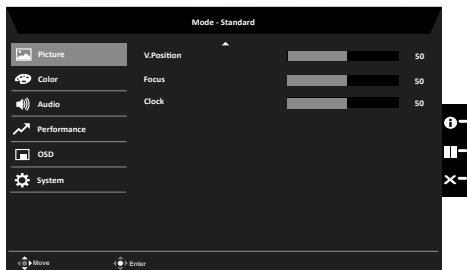 Mode - Standard
Picture
V.Position 50
Color
Focus 50
Audio
Clock 50
Performance
OSD
System
Move Enter